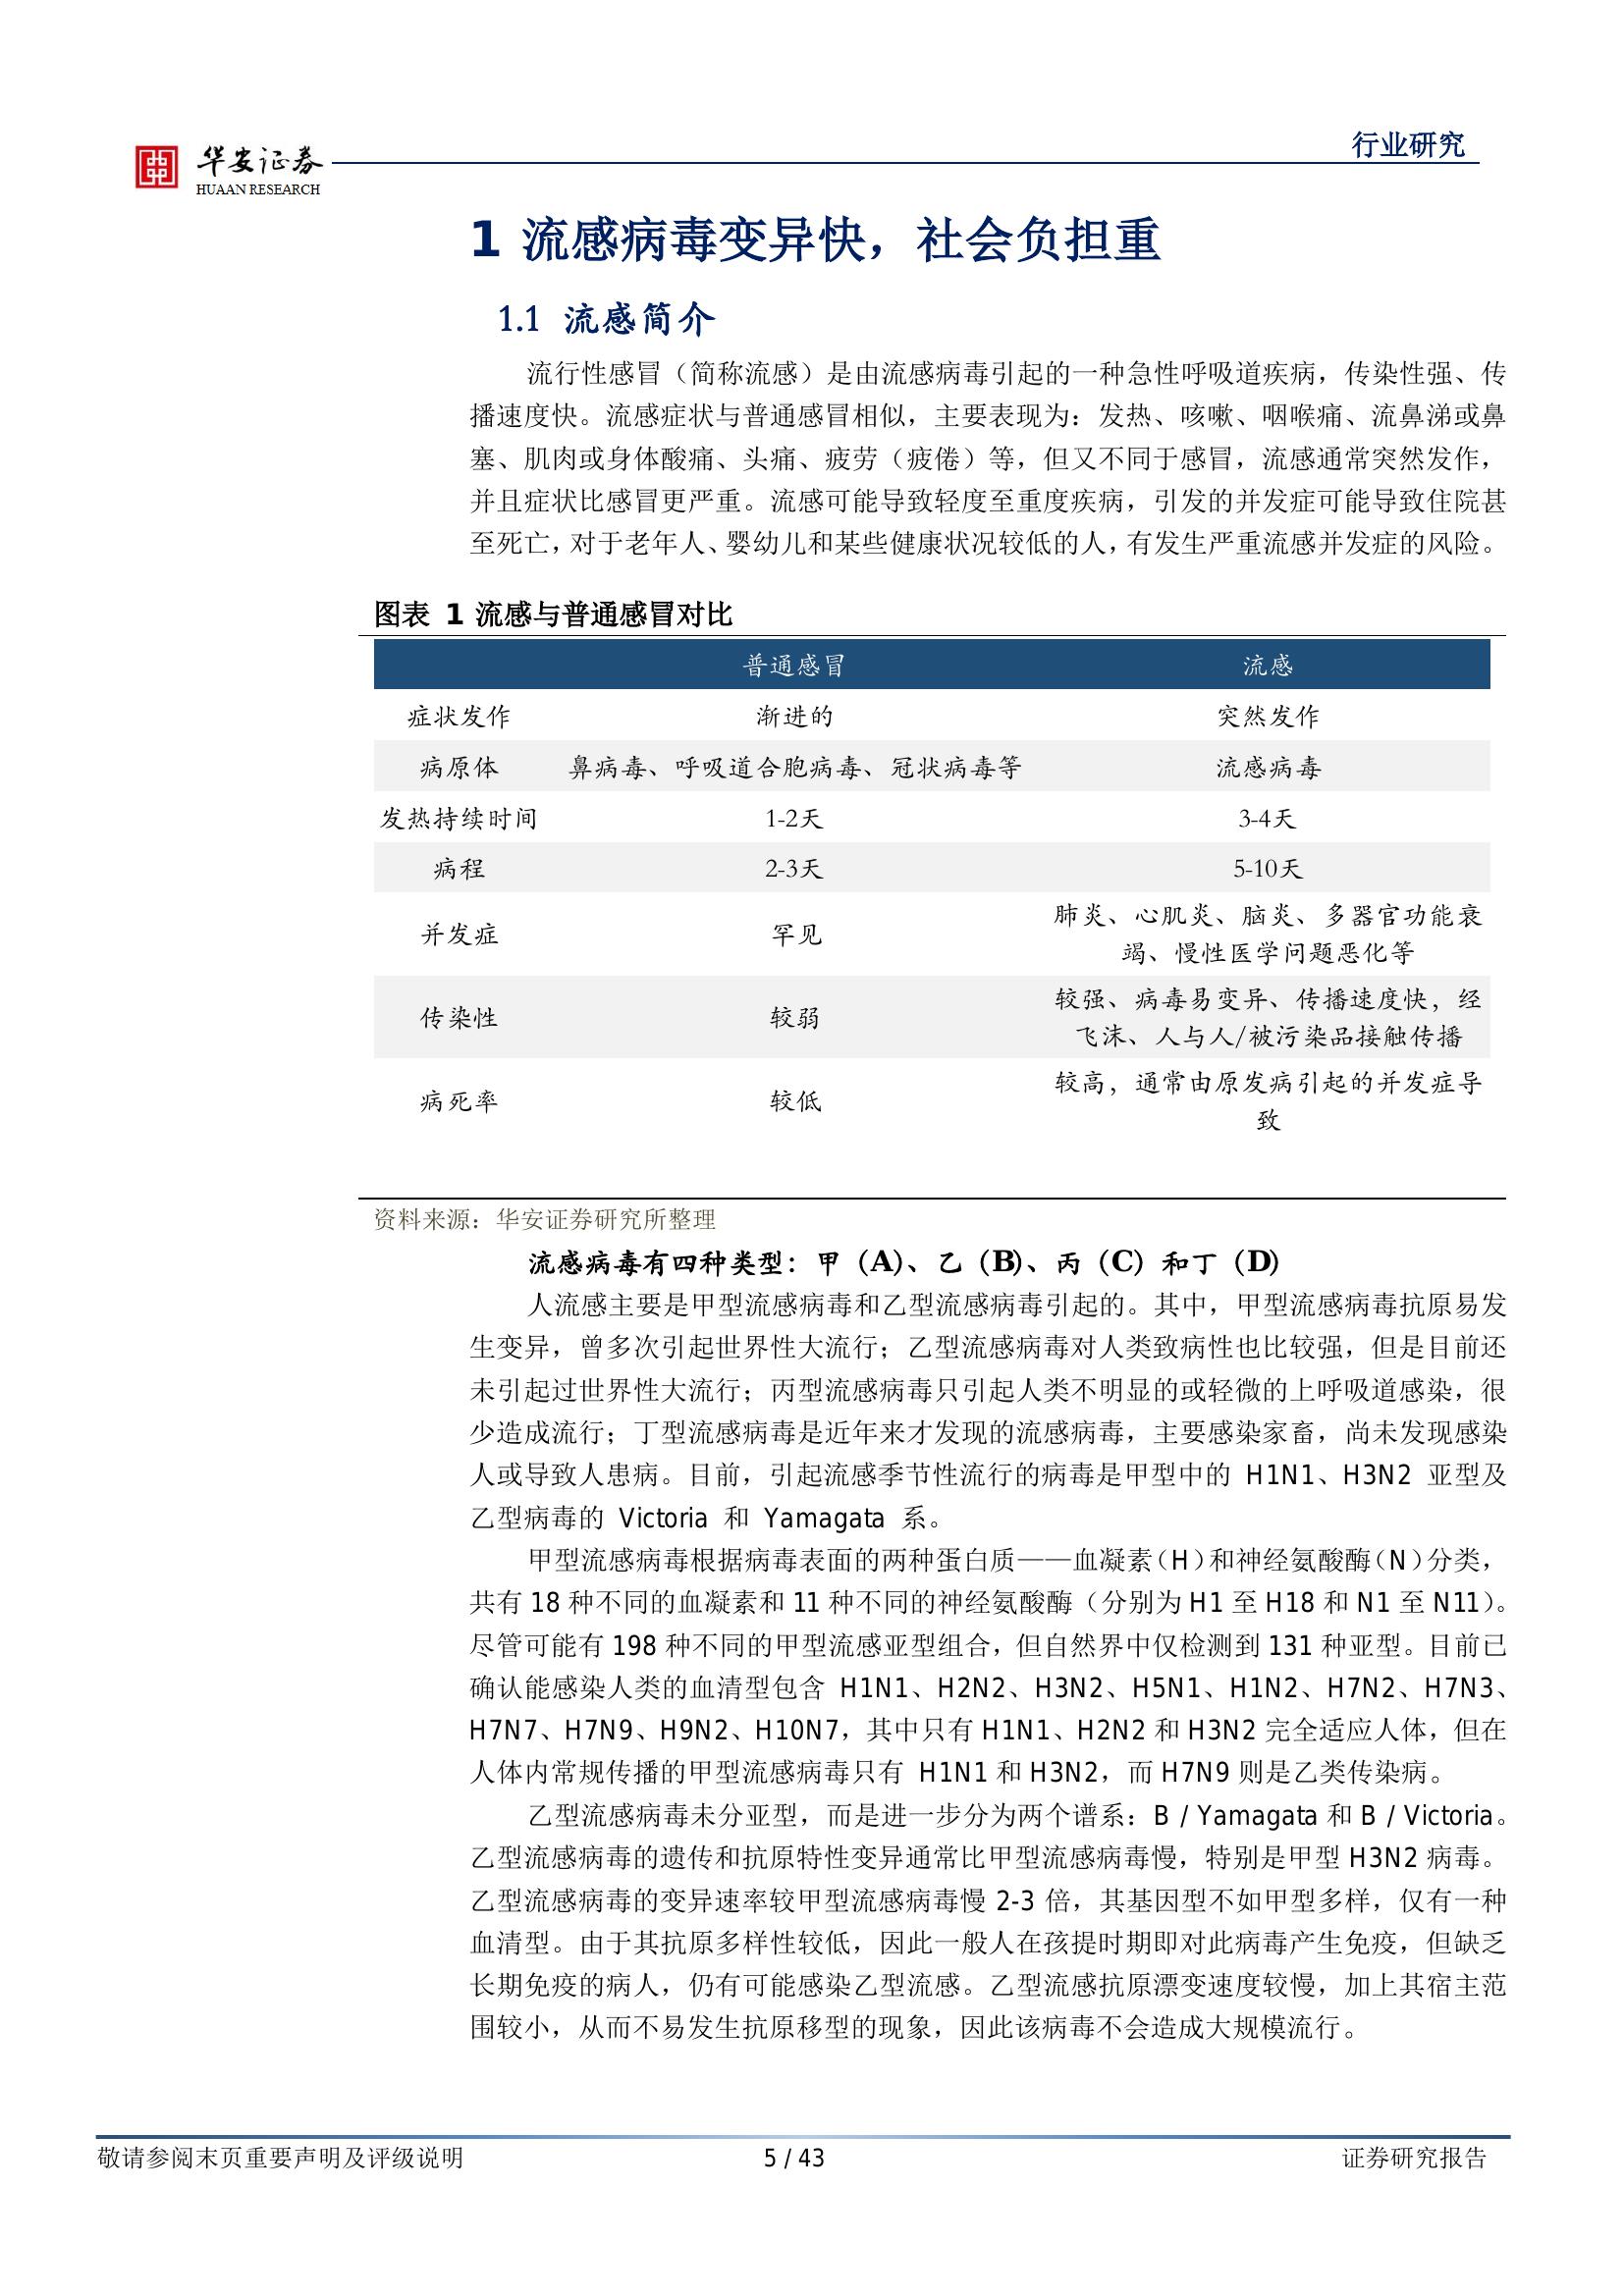 华安证券
HUAAN RESEARCH
行业研究
1 流感病毒变异快，社会负担重
1.1 流感简介
流行性感冒（简称流感）是由流感病毒引起的一种急性呼吸道疾病，传染性强、传
播速度快。流感症状与普通感冒相似，主要表现为：发热、咳嗽、咽喉痛、流鼻涕或鼻
塞、肌肉或身体酸痛、头痛、疲劳（疲倦）等，但又不同于感冒，流感通常突然发作，
并且症状比感冒更严重。流感可能导致轻度至重度疾病，引发的并发症可能导致住院甚
至死亡，对于老年人、婴幼儿和某些健康状况较低的人，有发生严重流感并发症的风险。
图表 1 流感与普通感冒对比
普通感冒 流感
症状发作 渐进的 突然发作
病原体 鼻病毒、呼吸道合胞病毒、冠状病毒等 流感病毒
发热持续时间 1-2天 3-4天
病程 2-3天 5-10天
并发症 罕见 肺炎、心肌炎、脑炎、多器官功能衰
竭、慢性医学问题恶化等
传染性 较弱 较强、病毒易变异、传播速度快，经
飞沫、人与人/被污染品接触传播
病死率 较低 较高，通常由原发病引起的并发症导
致
资料来源：华安证券研究所整理
流感病毒有四种类型：甲（A）、乙（B）、丙（C）和丁（D）
人流感主要是甲型流感病毒和乙型流感病毒引起的。其中，甲型流感病毒抗原易发
生变异，曾多次引起世界性大流行；乙型流感病毒对人类致病性也比较强，但是目前还
未引起过世界性大流行；丙型流感病毒只引起人类不明显的或轻微的上呼吸道感染，很
少造成流行；丁型流感病毒是近年来才发现的流感病毒，主要感染家畜，尚未发现感染
人或导致人患病。目前，引起流感季节性流行的病毒是甲型中的 H1N1、H3N2 亚型及
乙型病毒的 Victoria 和 Yamagata 系。
甲型流感病毒根据病毒表面的两种蛋白质——血凝素（H）和神经氨酸酶（N）分类，
共有 18 种不同的血凝素和 11 种不同的神经氨酸酶（分别为 H1 至 H18 和 N1 至 N11）。
尽管可能有 198 种不同的甲型流感亚型组合，但自然界中仅检测到 131 种亚型。目前已
确认能感染人类的血清型包含 H1N1、H2N2、H3N2、H5N1、H1N2、H7N2、H7N3、
H7N7、H7N9、H9N2、H10N7，其中只有 H1N1、H2N2 和 H3N2 完全适应人体，但在
人体内常规传播的甲型流感病毒只有 H1N1 和 H3N2，而 H7N9 则是乙类传染病。
乙型流感病毒未分亚型，而是进一步分为两个谱系：B / Yamagata 和 B / Victoria。
乙型流感病毒的遗传和抗原特性变异通常比甲型流感病毒慢，特别是甲型 H3N2 病毒。
乙型流感病毒的变异速率较甲型流感病毒慢 2-3 倍，其基因型不如甲型多样，仅有一种
血清型。由于其抗原多样性较低，因此一般人在孩提时期即对此病毒产生免疫，但缺乏
长期免疫的病人，仍有可能感染乙型流感。乙型流感抗原漂变速度较慢，加上其宿主范
围较小，从而不易发生抗原移型的现象，因此该病毒不会造成大规模流行。
敬请参阅末页重要声明及评级说明 5 / 43 证券研究报告